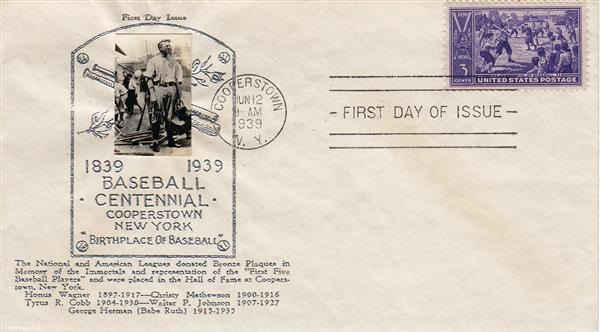 First Day Issue
1839 1939
BASEBALL
CENTENNIAL
COOPERSTOWN
NEW YORK
"BIRTHPLACE OF BASEBALL"
The National and American Leagues donated Bronze Plaques in
Memory of the Immortals and representation of the "First Five
Baseball Players" and were placed in the Hall of Fame at Coopers-
town, New York.
Honus Wagner 1897-1917—Christy Mathewson 1900-1916
Tyrus R. Cobb 1904-1930—Walter P. Johnson 1907-1927
George Herman (Babe Ruth) 1915-1935
COOPERSTOWN
JUN 12
9-AM
1939
N. Y.
- FIRST DAY OF ISSUE -
3
CENTS
UNITED STATES POSTAGE